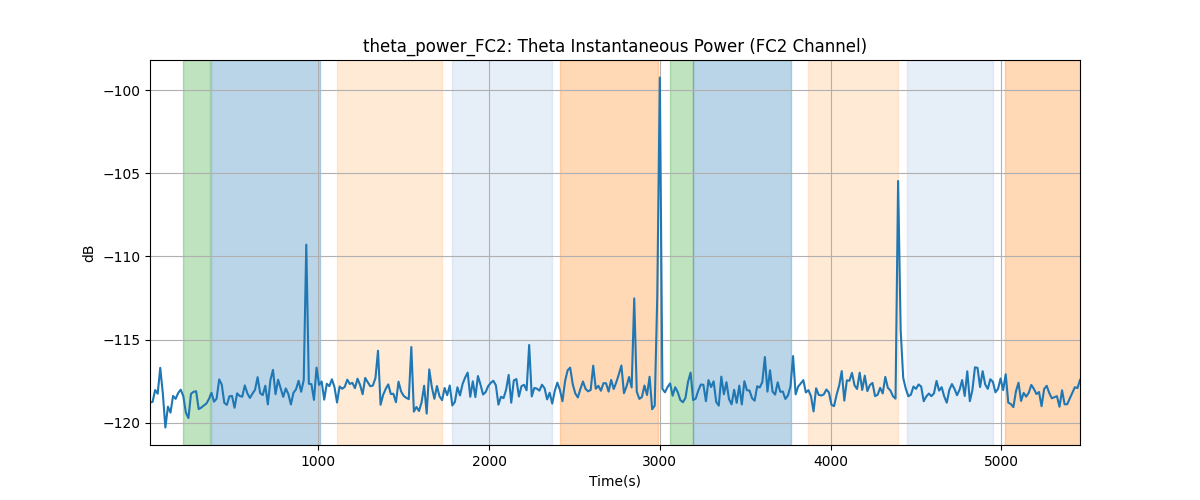 theta_power_FC2: Theta Instantaneous Power (FC2 Channel)
−100
−105
−110
−115
−120
dB
1000 2000 3000 4000 5000
Time(s)